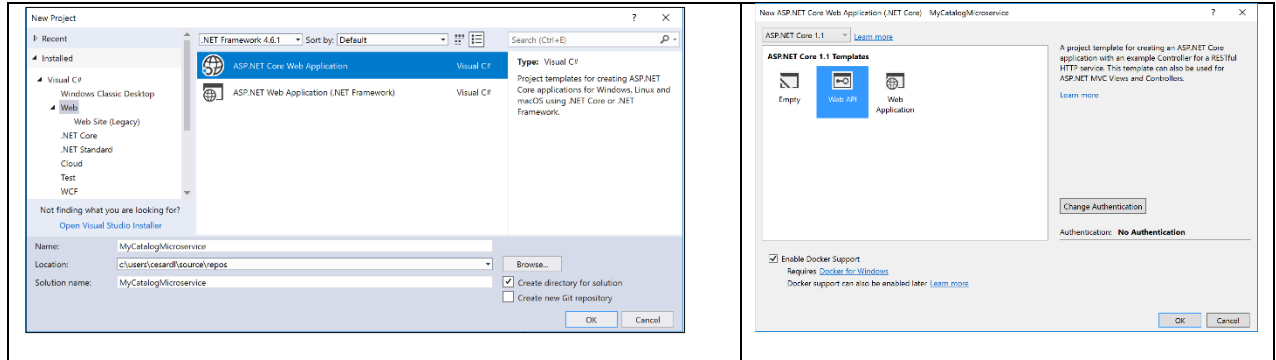 New Project
? ×
Recent
.NET Framework 4.6.1
Sort by: Default
Search (Ctrl+E)
Installed
Visual C#
Windows Classic Desktop
Web
Web Site (Legacy)
.NET Core
.NET Standard
Cloud
Test
WCF
ASP.NET Core Web Application
Visual C#
ASP.NET Web Application (.NET Framework)
Visual C#
Type: Visual C#
Project templates for creating ASP.NET
Core applications for Windows, Linux and
macOS using .NET Core or .NET
Framework.
Not finding what you are looking for?
Open Visual Studio Installer
Name: MyCatalogMicroservice
Location: c:\users\cesardl\source\repos
Browse...
Solution name: MyCatalogMicroservice
Create directory for solution
Create new Git repository
OK Cancel
New ASP.NET Core Web Application (.NET Core) MyCatalogMicroservice
? ×
ASP.NET Core 1.1
Learn more
ASP.NET Core 1.1 Templates
Empty
Web API
Web
Application
A project template for creating an ASP.NET Core
application with an example Controller for a RESTful
HTTP service. This template can also be used for
ASP.NET MVC Views and Controllers.
Learn more
Change Authentication
Authentication: No Authentication
Enable Docker Support
Requires Docker for Windows
Docker support can also be enabled later Learn more
OK Cancel